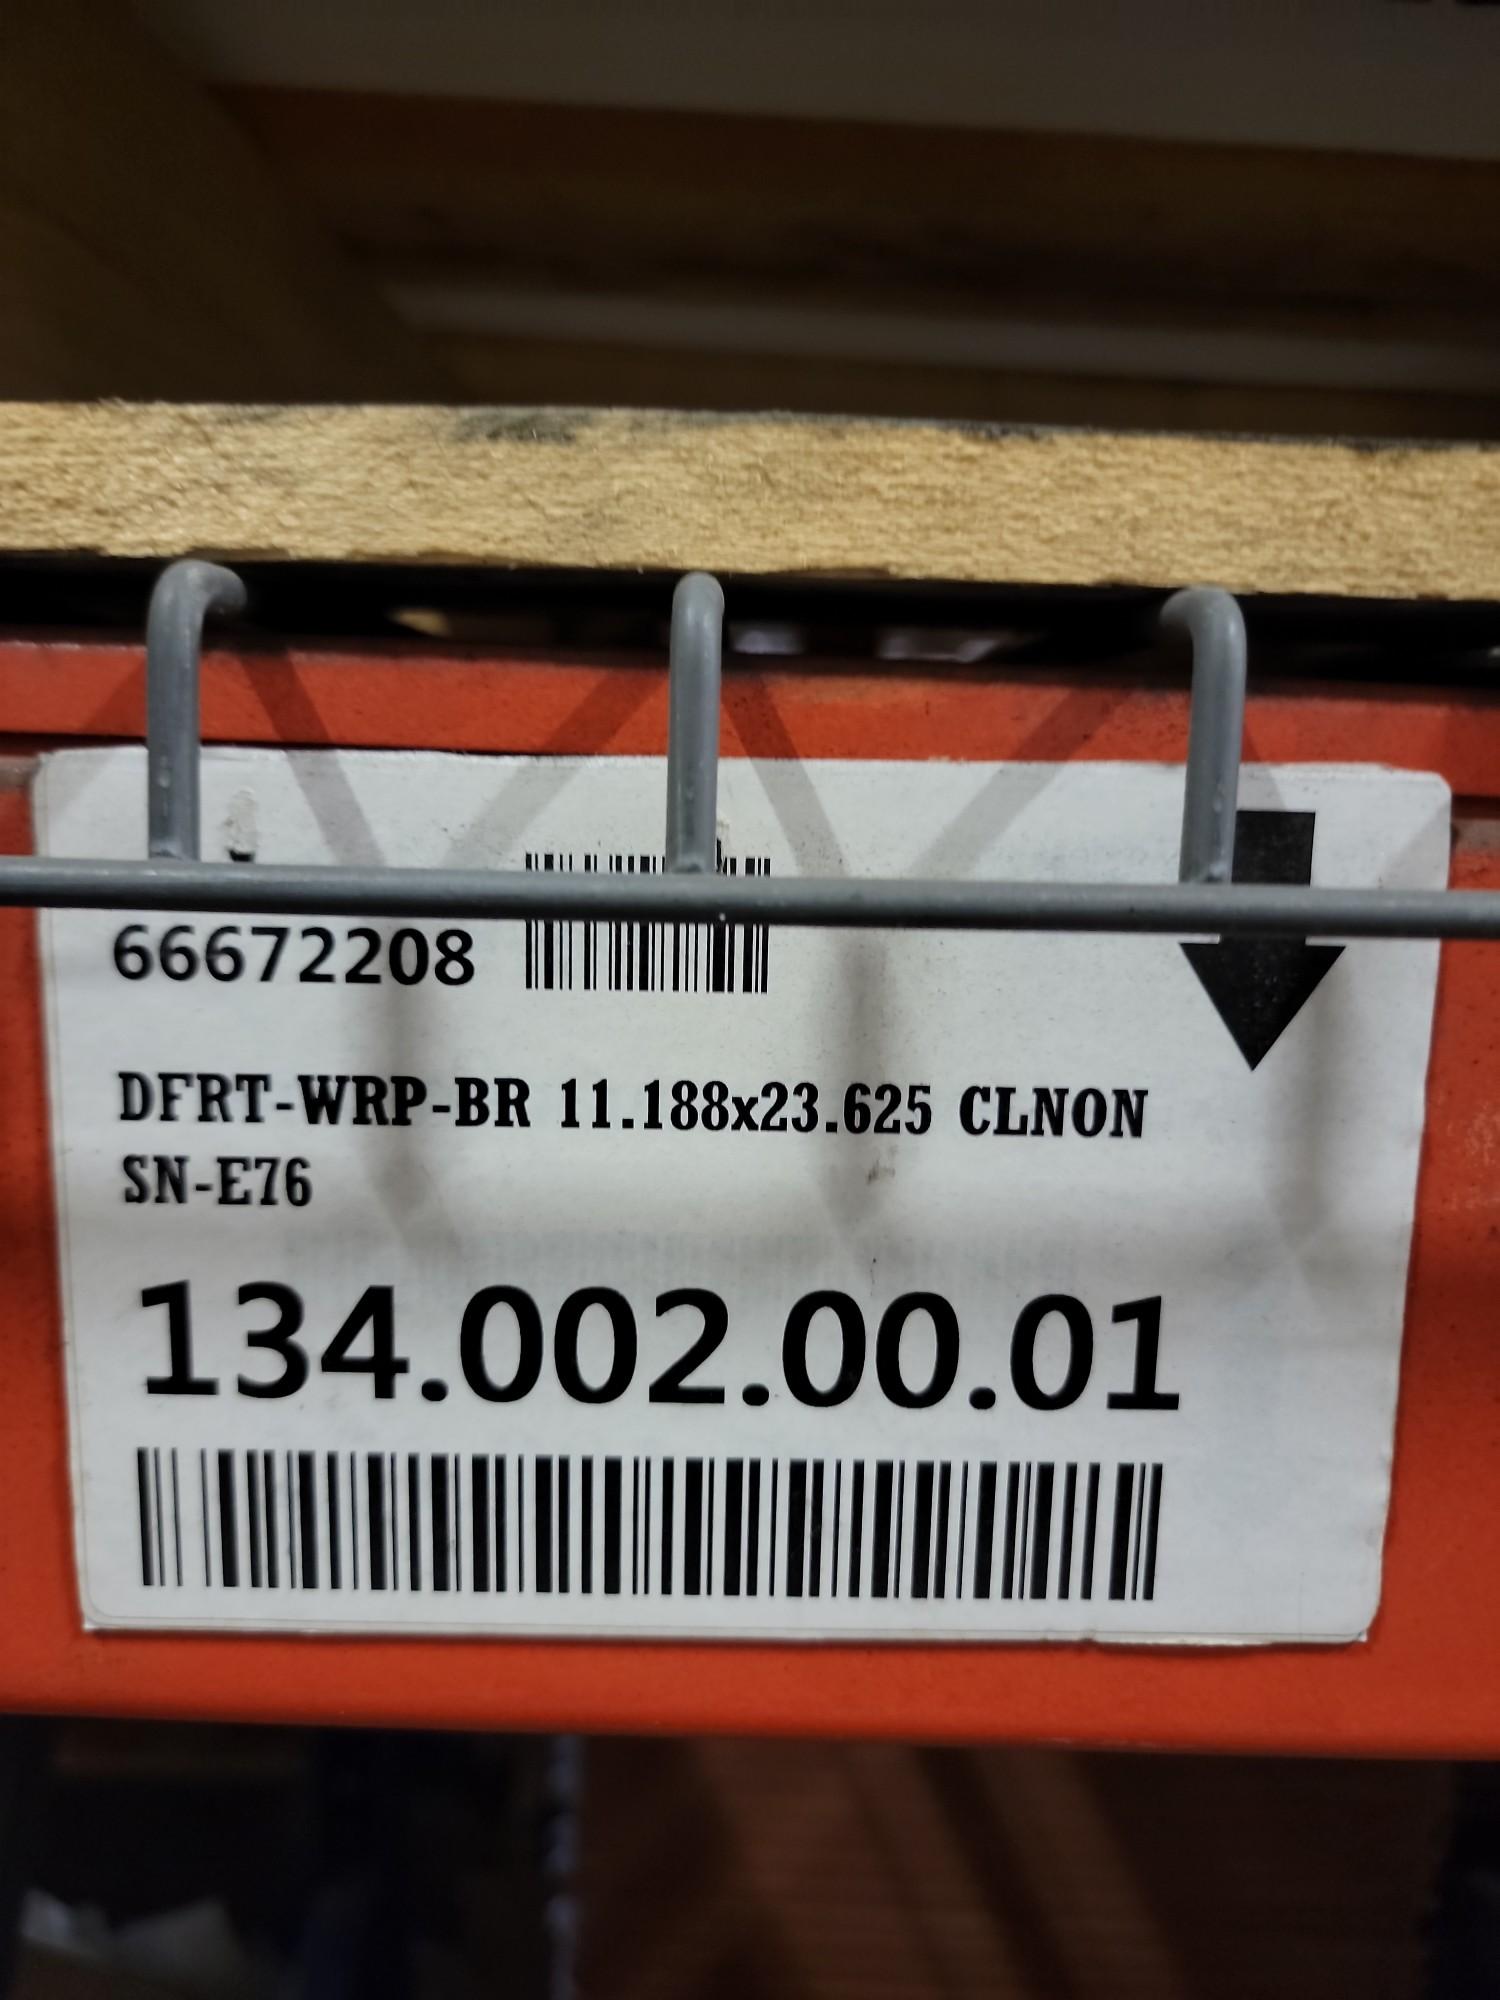 66672208
DFRT-WRP-BR 11.188x23.625 CLNON
SN-E76
134.002.00.01